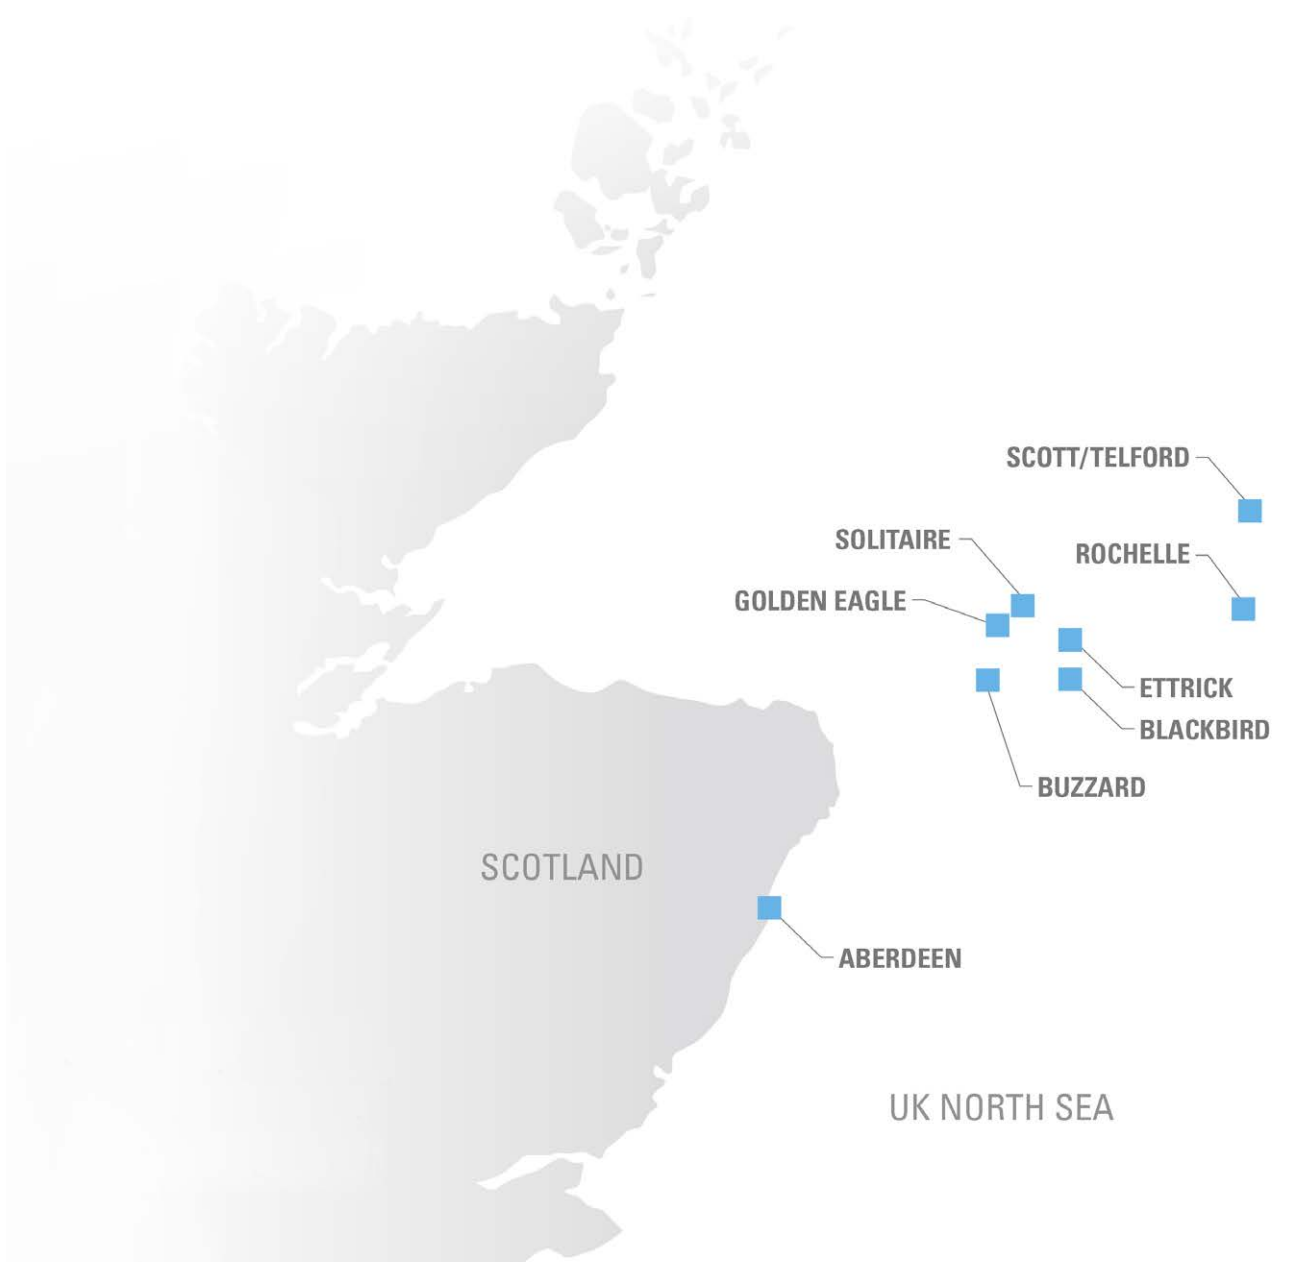 SCOTT/TELFORD
SOLITAIRE
ROCHELLE
GOLDEN EAGLE
ETTRICK
BLACKBIRD
BUZZARD
SCOTLAND
ABERDEEN
UK NORTH SEA